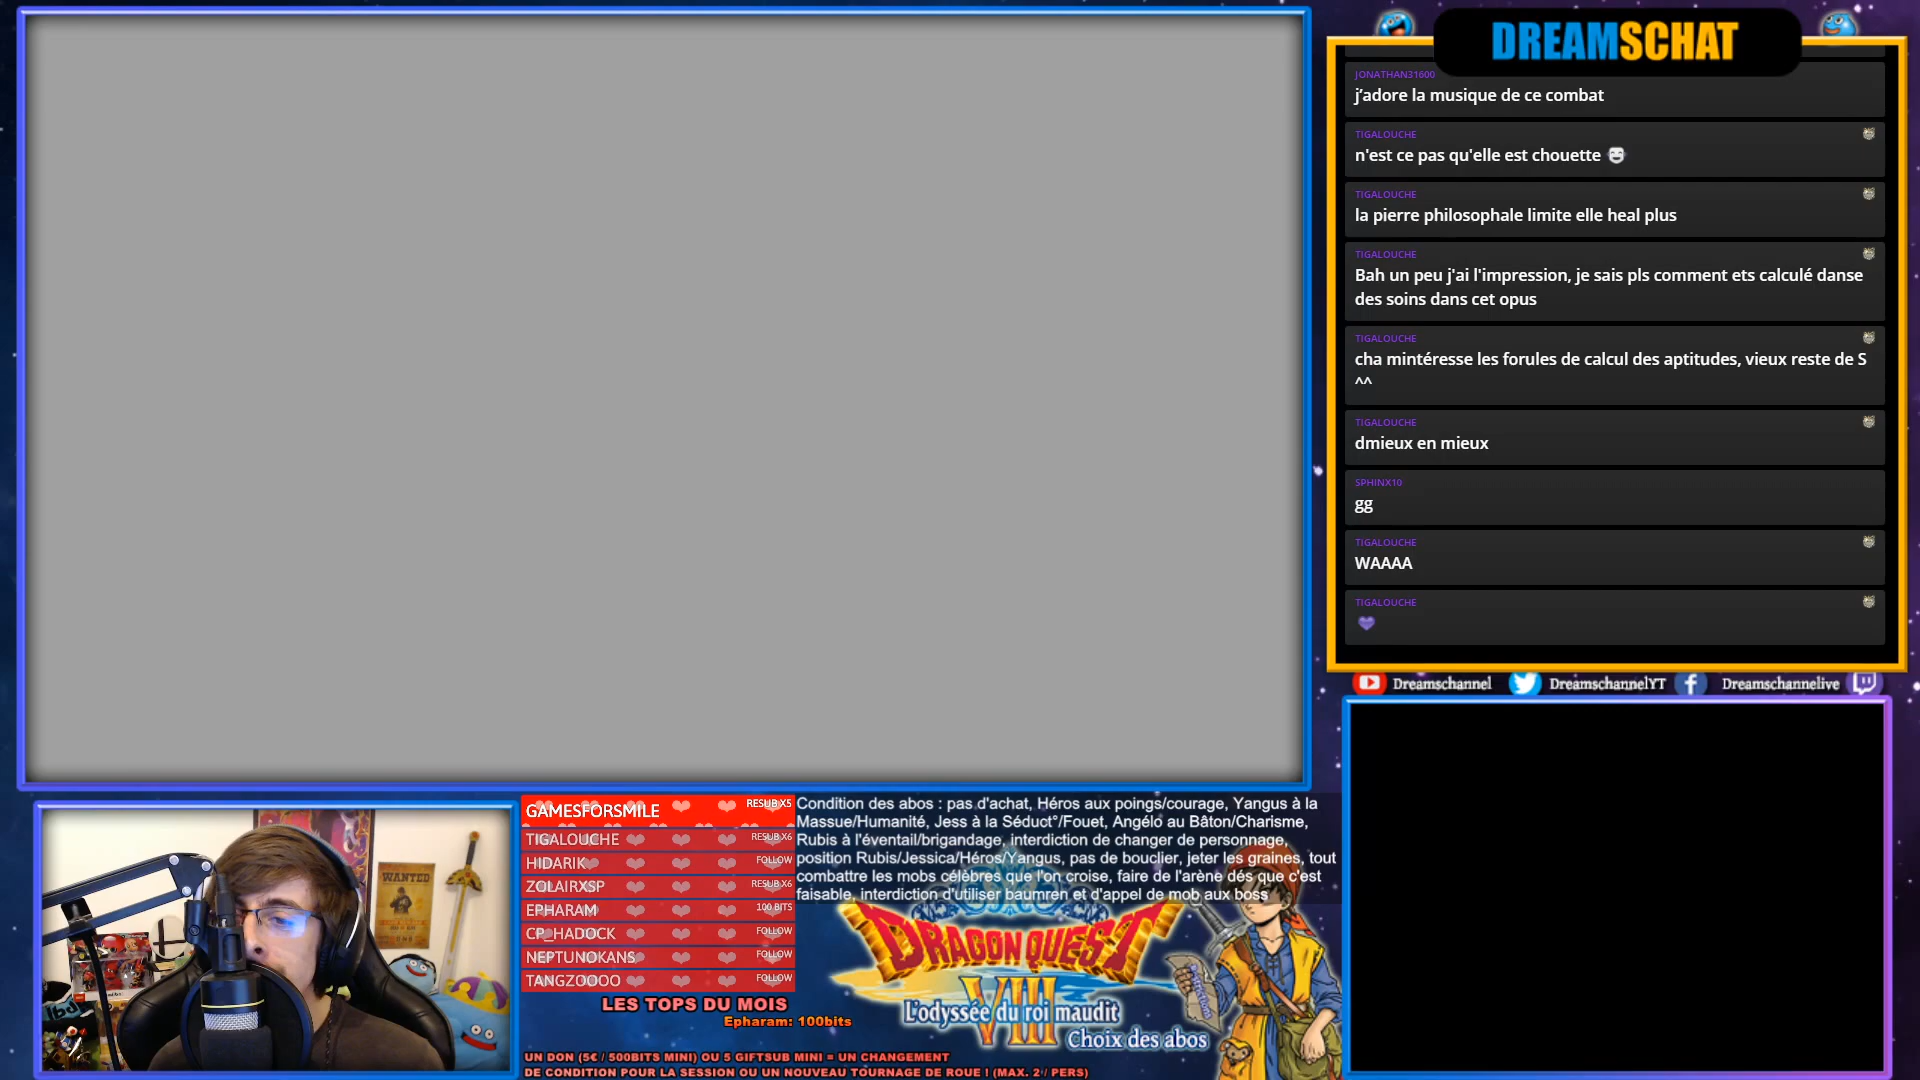 DREAMSCHAT
JONATHAN31600
j'adore la musique de ce combat
TIGALOUCHE
n'est ce pas qu'elle est chouette
TIGALOUCHE
la pierre philosophale limite elle heal plus
TIGALOUCHE
Bah un peu j'ai l'impression, je sais pls comment ets calculé danse
des soins dans cet opus
TIGALOUCHE
cha mintéresse les forules de calcul des aptitudes, vieux reste de S
^^
TIGALOUCHE
dmieux en mieux
SPHINX10
gg
TIGALOUCHE
WAAAA
TIGALOUCHE
Dreamschannel DreamschannelYT Dreamschannelive
GAMESFORSMILE RESUB X5
TIGALOUCHE RESUB X6
HIDARIK FOLLOW
ZOLAIRXSP RESUB X6
EPHARAM 100 BITS
CP_HADOCK FOLLOW
NEPTUNOKANS FOLLOW
TANGZOOOO FOLLOW
LES TOPS DU MOIS
Epharam: 100bits
Condition des abos : pas d'achat, Héros aux poings/courage, Yangus à la
Massue/Humanité, Jess à la Séduct°/Fouet, Angélo au Bâton/Charisme,
Rubis à l'éventail/brigandage, interdiction de changer de personnage,
position Rubis/Jessica/Héros/Yangus, pas de bouclier, jeter les graines, tout
combattre les mobs célèbres que l'on croise, faire de l'arène dés que c'est
faisable, interdiction d'utiliser baumren et d'appel de mob aux boss
DRAGON QUEST
VIII
L'odyssée du roi maudit
Choix des abos
UN DON (5€ / 500BITS MINI) OU 5 GIFTSUB MINI = UN CHANGEMENT
DE CONDITION POUR LA SESSION OU UN NOUVEAU TOURNAGE DE ROUE ! (MAX. 2 / PERS)
WANTED